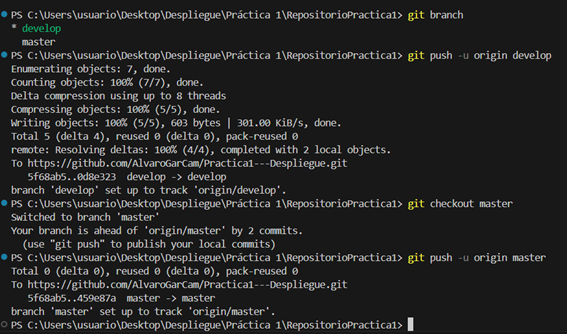 PS C:\Users\usuario\Desktop\Despliegue\Práctica 1\RepositorioPractica1> git branch
* develop
  master
PS C:\Users\usuario\Desktop\Despliegue\Práctica 1\RepositorioPractica1> git push -u origin develop
Enumerating objects: 7, done.
Counting objects: 100% (7/7), done.
Delta compression using up to 8 threads
Compressing objects: 100% (5/5), done.
Writing objects: 100% (5/5), 603 bytes | 301.00 KiB/s, done.
Total 5 (delta 4), reused 0 (delta 0), pack-reused 0
remote: Resolving deltas: 100% (4/4), completed with 2 local objects.
To https://github.com/AlvaroGarCam/Practica1---Despliegue.git
   5f68ab5..0d8e323  develop -> develop
branch 'develop' set up to track 'origin/develop'.
PS C:\Users\usuario\Desktop\Despliegue\Práctica 1\RepositorioPractica1> git checkout master
Switched to branch 'master'
Your branch is ahead of 'origin/master' by 2 commits.
  (use "git push" to publish your local commits)
PS C:\Users\usuario\Desktop\Despliegue\Práctica 1\RepositorioPractica1> git push -u origin master
Total 0 (delta 0), reused 0 (delta 0), pack-reused 0
To https://github.com/AlvaroGarCam/Practica1---Despliegue.git
   5f68ab5..459e87a  master -> master
branch 'master' set up to track 'origin/master'.
PS C:\Users\usuario\Desktop\Despliegue\Práctica 1\RepositorioPractica1>